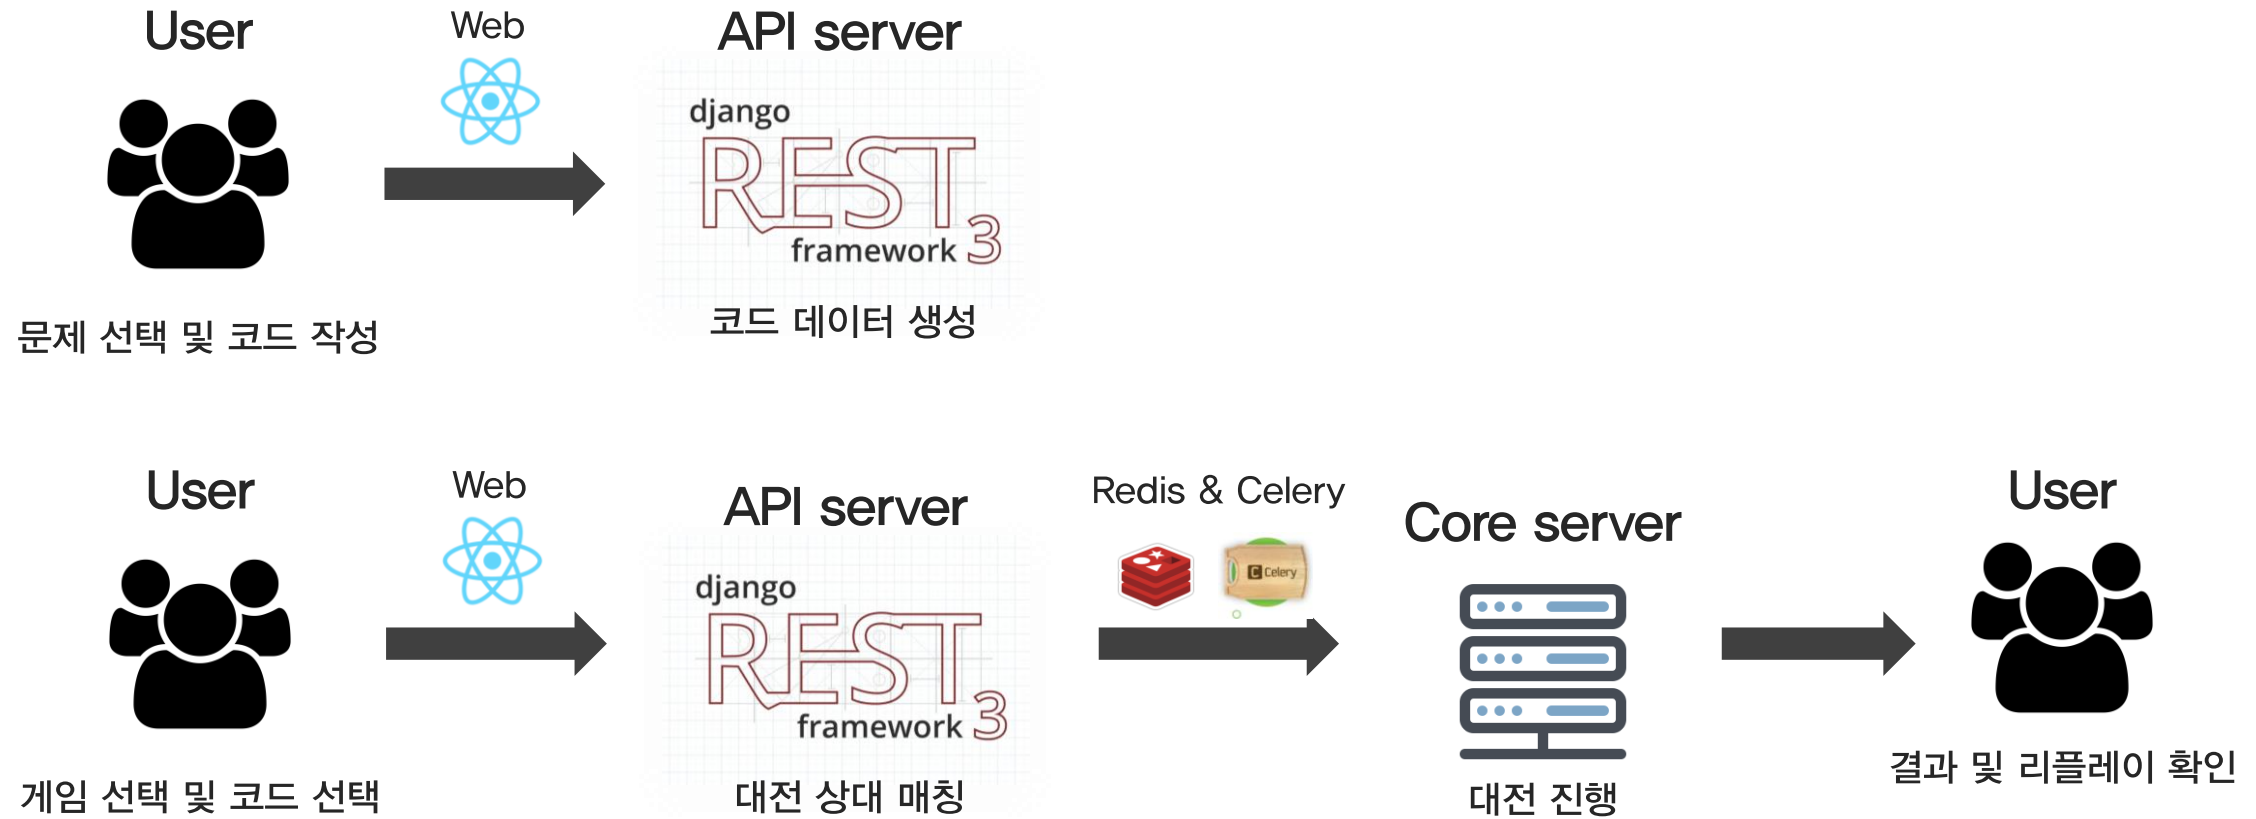 User
Web
API server
django
REST
framework 3
문제 선택 및 코드 작성
코드 데이터 생성
User
Web
API server
Redis & Celery
Core server
User
django
REST
framework 3
Celery
게임 선택 및 코드 선택
대전 상대 매칭
대전 진행
결과 및 리플레이 확인